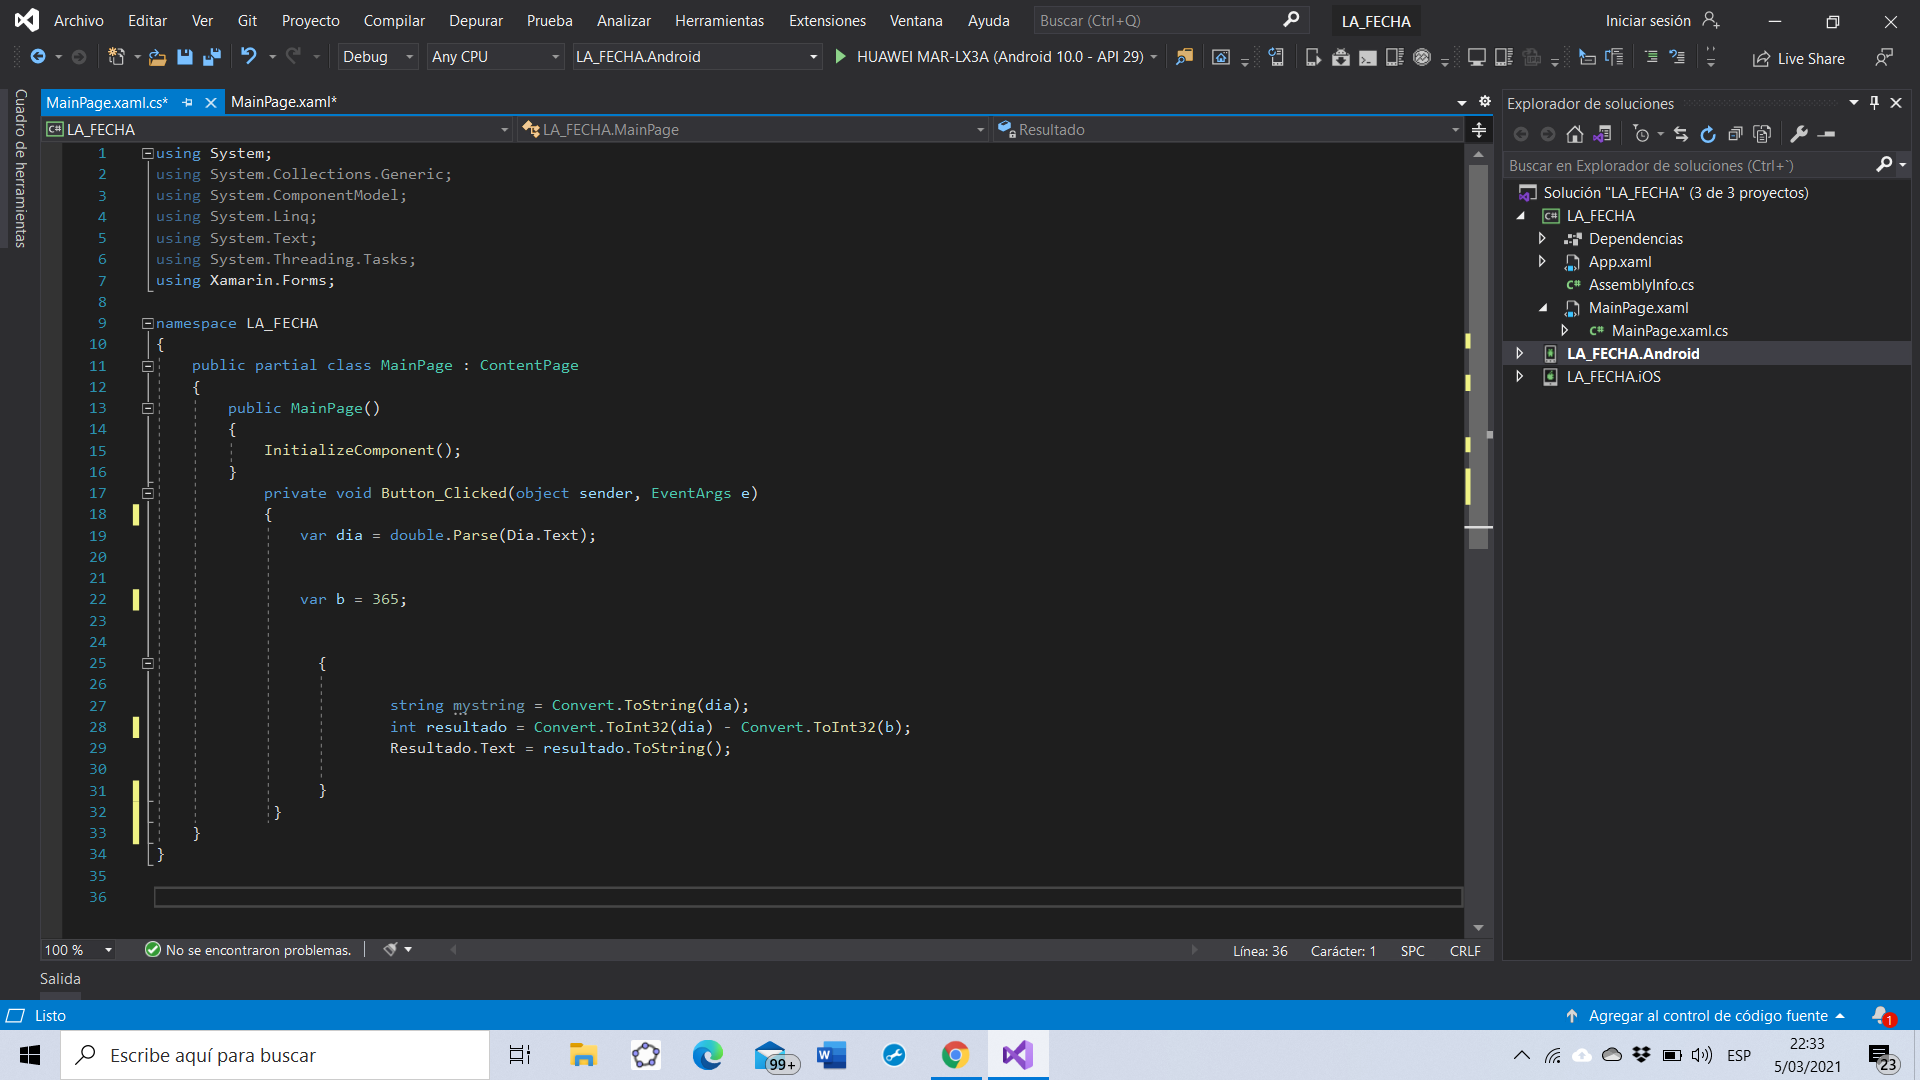 Archivo Editar Ver Git Proyecto Compilar Depurar Prueba Analizar Herramientas Extensiones Ventana Ayuda Buscar (Ctrl+Q) LA_FECHA Iniciar sesión
Debug Any CPU LA_FECHA.Android HUAWEI MAR-LX3A (Android 10.0 - API 29) Live Share
Cuadro de herramientas
MainPage.xaml.cs* MainPage.xaml*
LA_FECHA LA_FECHA.MainPage Resultado
1 using System;
2 using System.Collections.Generic;
3 using System.ComponentModel;
4 using System.Linq;
5 using System.Text;
6 using System.Threading.Tasks;
7 using Xamarin.Forms;
8
9 namespace LA_FECHA
10 {
11 public partial class MainPage : ContentPage
12 {
13 public MainPage()
14 {
15 InitializeComponent();
16 }
17 private void Button_Clicked(object sender, EventArgs e)
18 {
19 var dia = double.Parse(Dia.Text);
20
21
22 var b = 365;
23
24
25 {
26
27 string mystring = Convert.ToString(dia);
28 int resultado = Convert.ToInt32(dia) - Convert.ToInt32(b);
29 Resultado.Text = resultado.ToString();
30
31 }
32 }
33 }
34 }
35
36
100 % No se encontraron problemas. Línea: 36 Carácter: 1 SPC CRLF
Explorador de soluciones
Buscar en Explorador de soluciones (Ctrl+`)
Solución "LA_FECHA" (3 de 3 proyectos)
C# LA_FECHA
Dependencias
App.xaml
C# AssemblyInfo.cs
MainPage.xaml
C# MainPage.xaml.cs
LA_FECHA.Android
LA_FECHA.iOS
Salida
Listo Agregar al control de código fuente 1
Escribe aquí para buscar 99+ W ESP 22:33
5/03/2021 23